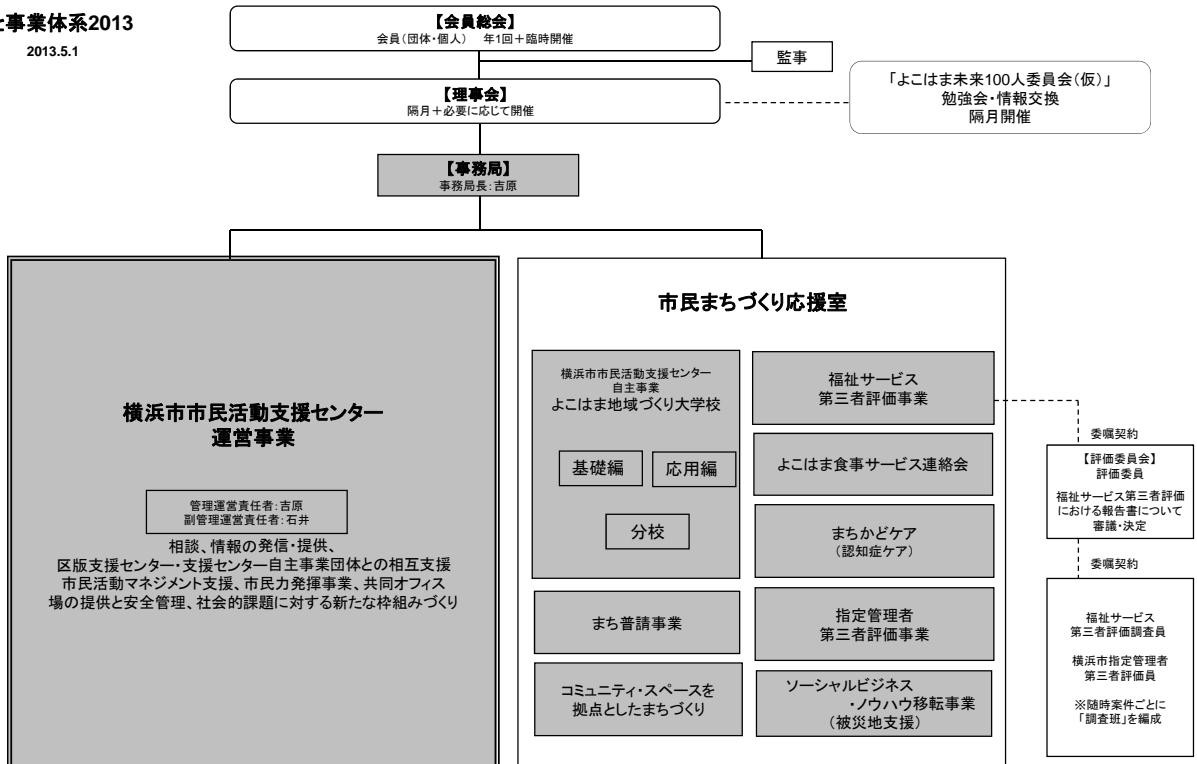 と事業体系2013
2013.5.1
【会員総会】
会員(団体・個人) 年1回+臨時開催
監事
【理事会】
隔月+必要に応じて開催
「よこはま未来100人委員会(仮)」
勉強会・情報交換
隔月開催
【事務局】
事務局長:吉原
横浜市市民活動支援センター
運営事業
管理運営責任者:吉原
副管理運営責任者:石井
相談、情報の発信・提供、
区版支援センター・支援センター自主事業団体との相互支援
市民活動マネジメント支援、市民力発揮事業、共同オフィス
場の提供と安全管理、社会的課題に対する新たな枠組みづくり
市民まちづくり応援室
横浜市市民活動支援センター
自主事業
よこはま地域づくり大学校
基礎編
応用編
分校
まち普請事業
コミュニティ・スペースを
拠点としたまちづくり
福祉サービス
第三者評価事業
よこはま食事サービス連絡会
まちかどケア
(認知症ケア)
指定管理者
第三者評価事業
ソーシャルビジネス
・ノウハウ移転事業
(被災地支援)
委嘱契約
【評価委員会】
評価委員
福祉サービス第三者評価
における報告書について
審議・決定
委嘱契約
福祉サービス
第三者評価調査員
横浜市指定管理者
第三者評価員
※随時案件ごとに
「調査班」を編成